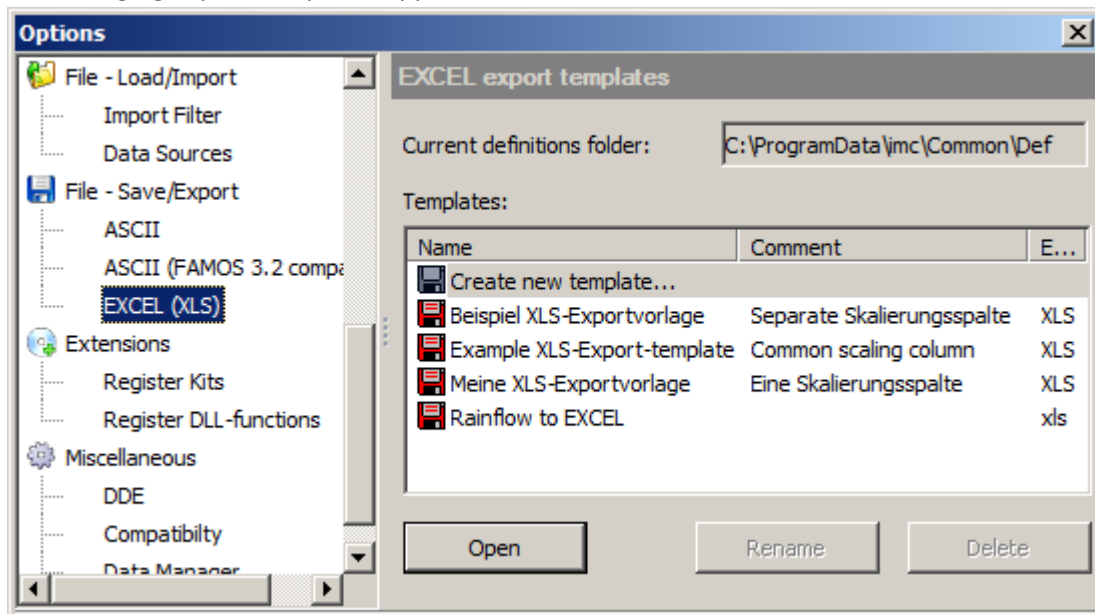 Options
File - Load/Import
Import Filter
Data Sources
File - Save/Export
ASCII
ASCII (FAMOS 3.2 compa
EXCEL (XLS)
Extensions
Register Kits
Register DLL-functions
Miscellaneous
DDE
Compatibilty
Data Manager
EXCEL export templates
Current definitions folder: C:\ProgramData\imc\Common\Def
Templates:
Name Comment E...
Create new template...
Beispiel XLS-Exportvorlage Separate Skalierungsspalte XLS
Example XLS-Export-template Common scaling column XLS
Meine XLS-Exportvorlage Eine Skalierungsspalte XLS
Rainflow to EXCEL xls
Open Rename Delete